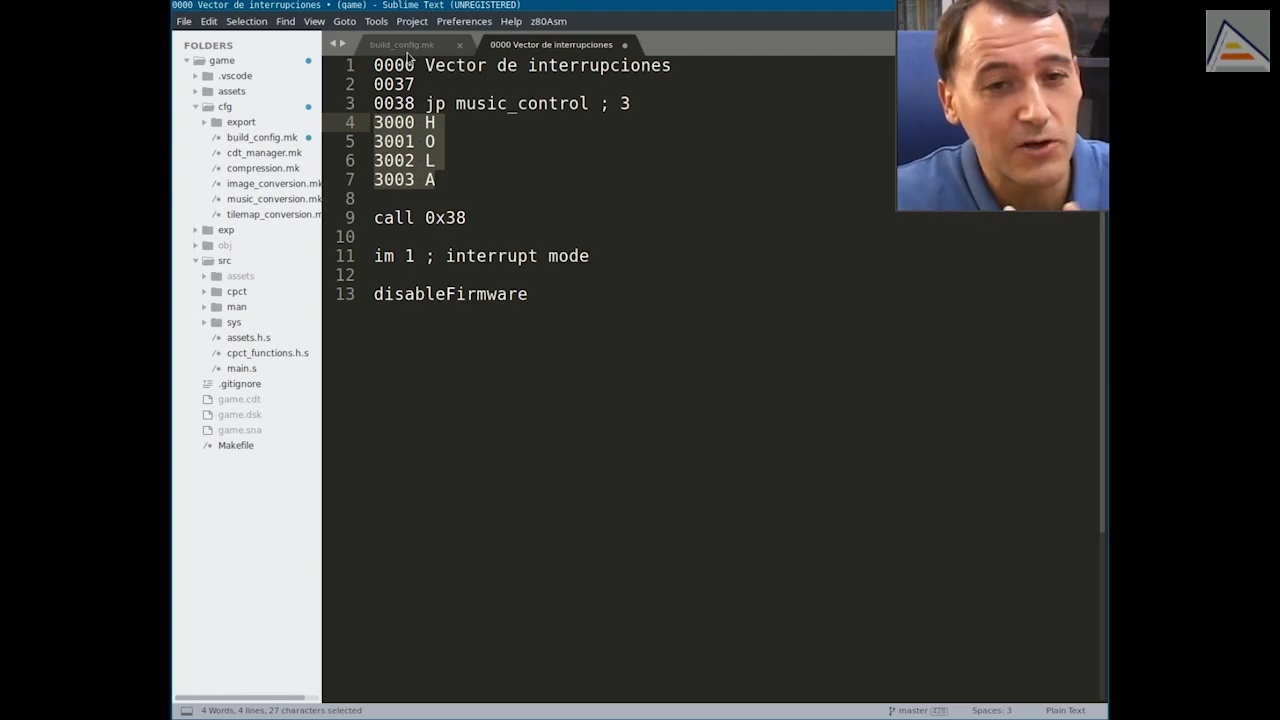 0000 Vector de interrupciones • (game) - Sublime Text (UNREGISTERED)
File Edit Selection Find View Goto Tools Project Preferences Help z80Asm
FOLDERS
game
.vscode
assets
cfg
export
build_config.mk
cdt_manager.mk
compression.mk
image_conversion.mk
music_conversion.mk
tilemap_conversion.m
exp
obj
src
assets
cpct
man
sys
assets.h.s
cpct_functions.h.s
main.s
.gitignore
game.cdt
game.dsk
game.sna
Makefile
build_config.mk × 0000 Vector de interrupciones •
1 0000 Vector de interrupciones
2 0037
3 0038 jp music_control ; 3
4 3000 H
5 3001 O
6 3002 L
7 3003 A
8
9 call 0x38
10
11 im 1 ; interrupt mode
12
13 disableFirmware
4 Words, 4 lines, 27 characters selected
master 428 Spaces: 3 Plain Text